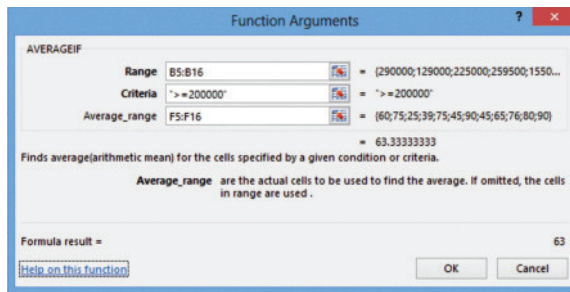 Function Arguments ? ×
AVERAGEIF
Range B5:B16 = {290000;129000;225000;259500;1550...
Criteria ">=200000" = ">=200000"
Average_range F5:F16 = {60;75;25;39;75;45;90;45;65;76;80;90}
= 63.33333333
Finds average(arithmetic mean) for the cells specified by a given condition or criteria.
Average_range are the actual cells to be used to find the average. If omitted, the cells
in range are used .
Formula result = 63
Help on this function OK Cancel